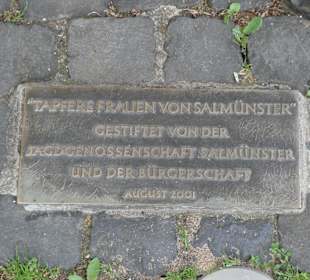 "TAPFERE FRAUEN VON SALMÜNSTER"
GESTIFTET VON DER
JAGDGENOSSENSCHAFT SALMÜNSTER
UND DER BÜRGERSCHAFT
AUGUST 2001